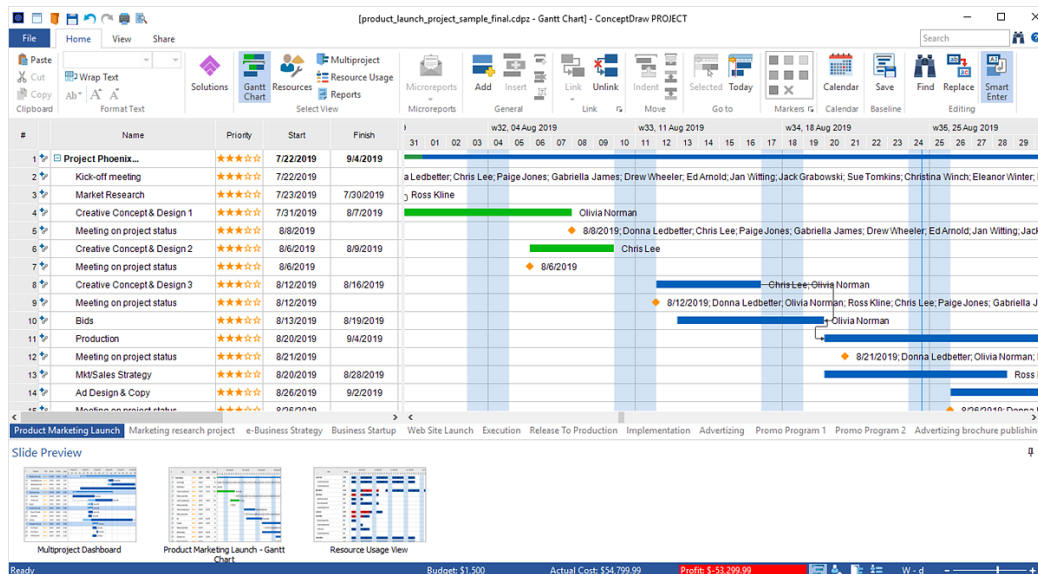 [product_launch_project_sample_final.cdpz - Gantt Chart] - ConceptDraw PROJECT
File Home View Share Search
Paste
Cut
Copy
Clipboard
Wrap Text
Format Text
Solutions
Gantt Chart
Resources
Multiproject
Resource Usage
Reports
Select View
Microreports
Microreports
Add
Insert
General
Link
Unlink
Link
Indent
Move
Selected
Today
Go to
Markers
Calendar
Calendar
Save
Baseline
Find
Replace
Smart Enter
Editing
# Name Priority Start Finish
w32, 04 Aug 2019 w33, 11 Aug 2019 w34, 18 Aug 2019 w35, 25 Aug 2019
31 01 02 03 04 05 06 07 08 09 10 11 12 13 14 15 16 17 18 19 20 21 22 23 24 25 26 27 28 29
1 Project Phoenix... 7/22/2019 9/4/2019
2 Kick-off meeting 7/22/2019 a Ledbetter; Chris Lee; Paige Jones; Gabriella James; Drew Wheeler; Ed Arnold; Jan Witting; Jack Grabowski; Sue Tomkins; Christina Winch; Eleanor Winter;
3 Market Research 7/23/2019 7/30/2019 Ross Kline
4 Creative Concept & Design 1 7/31/2019 8/7/2019 Olivia Norman
5 Meeting on project status 8/8/2019 8/8/2019; Donna Ledbetter; Chris Lee; Paige Jones; Gabriella James; Drew Wheeler; Ed Arnold; Jan Witting; Jack
6 Creative Concept & Design 2 8/6/2019 8/9/2019 Chris Lee
7 Meeting on project status 8/6/2019 8/6/2019
8 Creative Concept & Design 3 8/12/2019 8/16/2019 Chris Lee; Olivia Norman
9 Meeting on project status 8/12/2019 8/12/2019; Donna Ledbetter; Olivia Norman; Ross Kline; Chris Lee; Paige Jones; Gabriella J
10 Bids 8/13/2019 8/19/2019 Olivia Norman
11 Production 8/20/2019 9/4/2019
12 Meeting on project status 8/21/2019 8/21/2019; Donna Ledbetter; Olivia Norman;
13 Mkt/Sales Strategy 8/20/2019 8/28/2019 Ross
14 Ad Design & Copy 8/26/2019 9/2/2019
15 Meeting on project status 8/26/2019 8/26/2019; Donna
Product Marketing Launch Marketing research project e-Business Strategy Business Startup Web Site Launch Execution Release To Production Implementation Advertizing Promo Program 1 Promo Program 2 Advertizing brochure publishin
Slide Preview
Multiproject Dashboard
Product Marketing Launch - Gantt Chart
Resource Usage View
Ready Budget: $1,500 Actual Cost: $54,799.99 Profit: $-53,299.99 W - d